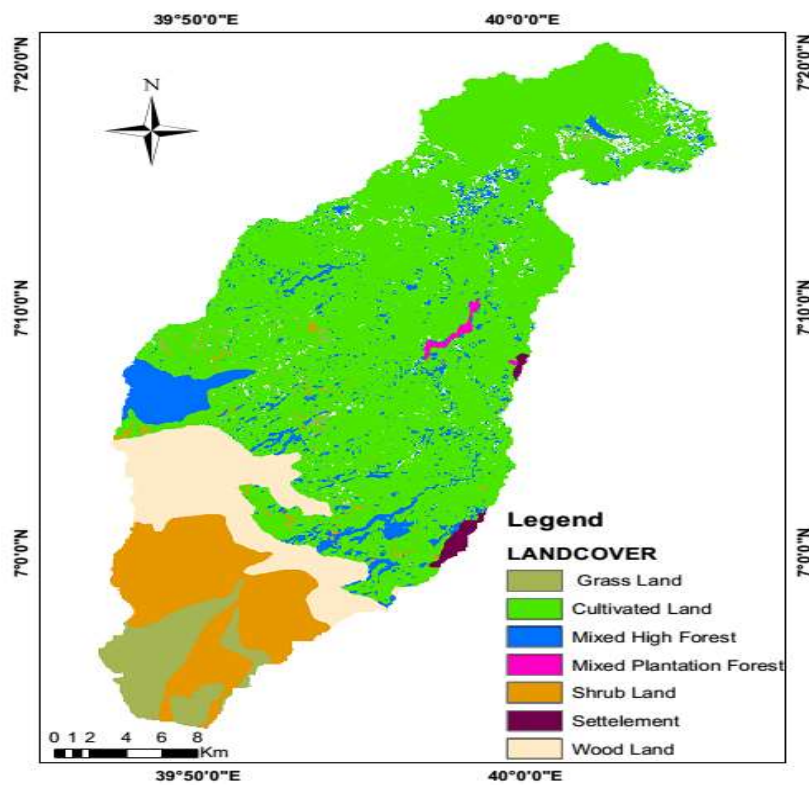 39°50'0"E 40°0'0"E
7°20'0"N 7°20'0"N
N
7°10'0"N 7°10'0"N
7°0'0"N 7°0'0"N
Legend
LANDCOVER
Grass Land
Cultivated Land
Mixed High Forest
Mixed Plantation Forest
Shrub Land
Settelement
Wood Land
0 1 2 4 6 8
Km
39°50'0"E 40°0'0"E